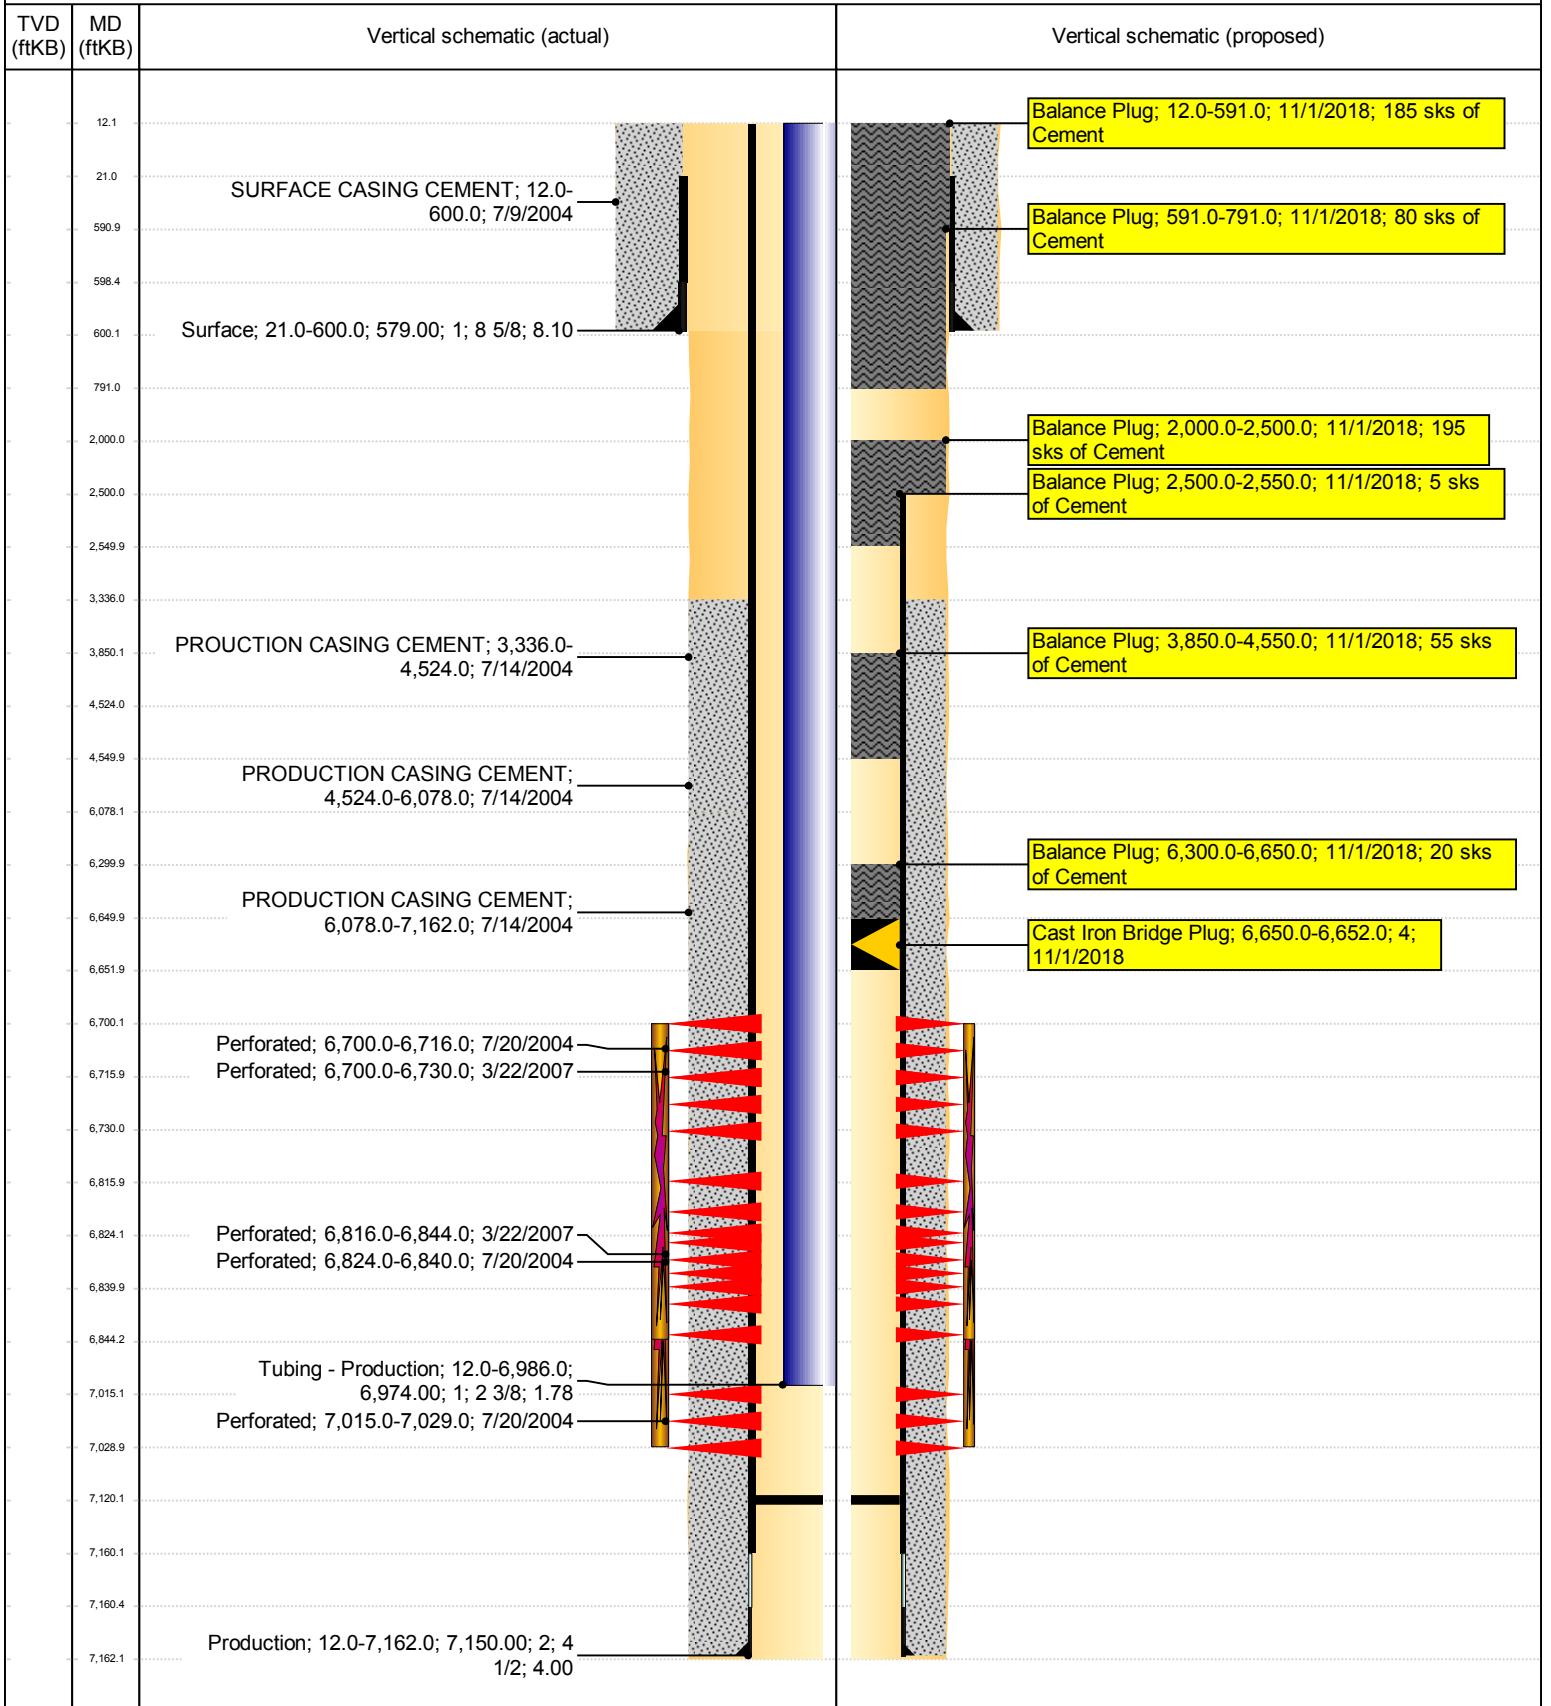 TVD
(ftKB)
MD
(ftKB)
Vertical schematic (actual)
Vertical schematic (proposed)
12.1
21.0
590.9
598.4
600.1
791.0
2,000.0
2,500.0
2,549.9
3,336.0
3,850.1
4,524.0
4,549.9
6,078.1
6,299.9
6,649.9
6,651.9
6,700.1
6,715.9
6,730.0
6,815.9
6,824.1
6,839.9
6,844.2
7,015.1
7,028.9
7,120.1
7,160.1
7,160.4
7,162.1
SURFACE CASING CEMENT; 12.0-
600.0; 7/9/2004
Surface; 21.0-600.0; 579.00; 1; 8 5/8; 8.10
PROUCTION CASING CEMENT; 3,336.0-
4,524.0; 7/14/2004
PRODUCTION CASING CEMENT;
4,524.0-6,078.0; 7/14/2004
PRODUCTION CASING CEMENT;
6,078.0-7,162.0; 7/14/2004
Perforated; 6,700.0-6,716.0; 7/20/2004
Perforated; 6,700.0-6,730.0; 3/22/2007
Perforated; 6,816.0-6,844.0; 3/22/2007
Perforated; 6,824.0-6,840.0; 7/20/2004
Tubing - Production; 12.0-6,986.0;
6,974.00; 1; 2 3/8; 1.78
Perforated; 7,015.0-7,029.0; 7/20/2004
Production; 12.0-7,162.0; 7,150.00; 2; 4
1/2; 4.00
Balance Plug; 12.0-591.0; 11/1/2018; 185 sks of
Cement
Balance Plug; 591.0-791.0; 11/1/2018; 80 sks of
Cement
Balance Plug; 2,000.0-2,500.0; 11/1/2018; 195
sks of Cement
Balance Plug; 2,500.0-2,550.0; 11/1/2018; 5 sks
of Cement
Balance Plug; 3,850.0-4,550.0; 11/1/2018; 55 sks
of Cement
Balance Plug; 6,300.0-6,650.0; 11/1/2018; 20 sks
of Cement
Cast Iron Bridge Plug; 6,650.0-6,652.0; 4;
11/1/2018